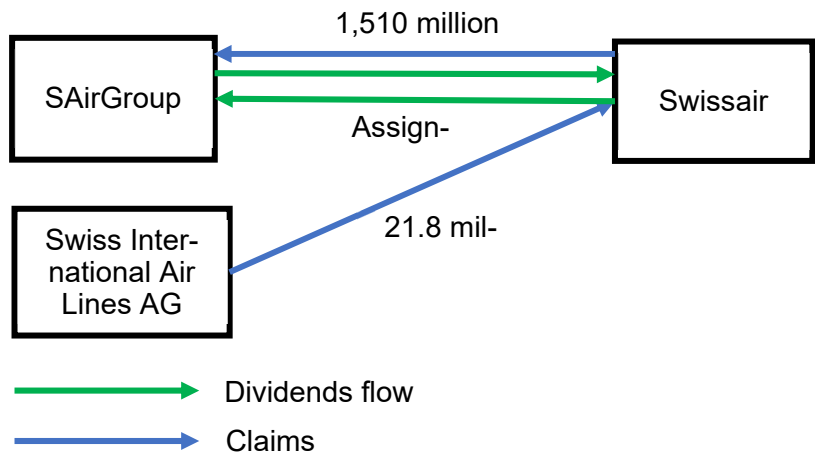 1,510 million
SAirGroup
Swissair
Assign-
21.8 mil-
Swiss Inter-
national Air
Lines AG
Dividends flow
Claims